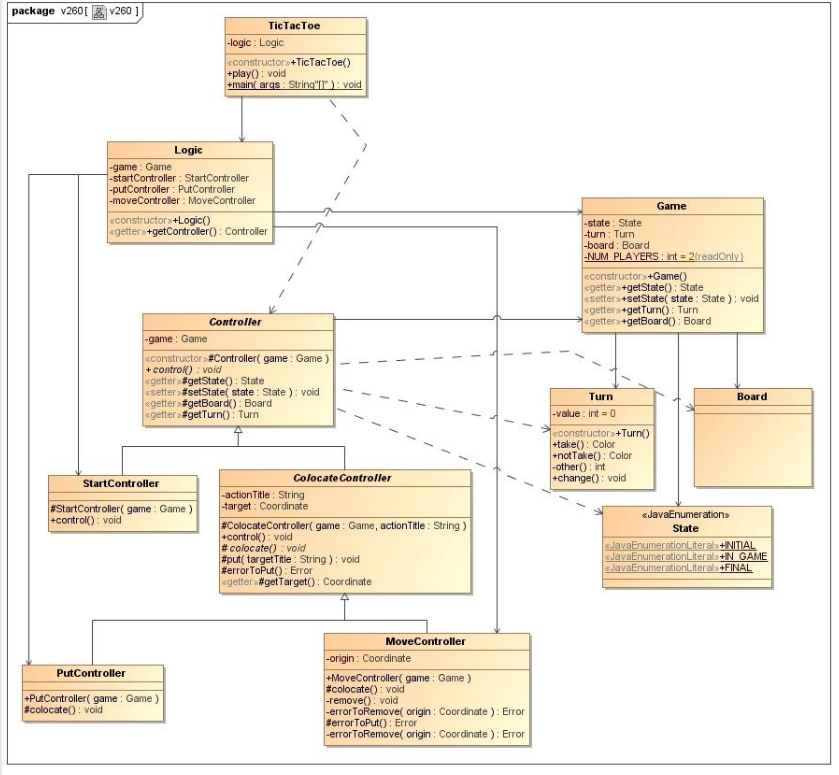 package v260[ v260 ]
TicTacToe
-logic : Logic
«constructor»+TicTacToe()
+play() : void
+main( args : String"[]" ) : void
Logic
-game : Game
-startController : StartController
-putController : PutController
-moveController : MoveController
«constructor»+Logic()
«getter»+getController() : Controller
Game
-state : State
-turn : Turn
-board : Board
-NUM_PLAYERS : int = 2{readOnly}
«constructor»+Game()
«getter»+getState() : State
«setter»+setState( state : State ) : void
«getter»+getTurn() : Turn
«getter»+getBoard() : Board
Controller
-game : Game
«constructor»#Controller( game : Game )
+ control() : void
«getter»#getState() : State
«setter»#setState( state : State ) : void
«getter»#getBoard() : Board
«getter»#getTurn() : Turn
Turn
-value : int = 0
«constructor»+Turn()
+take() : Color
+notTake() : Color
-other() : int
+change() : void
Board
StartController
#StartController( game : Game )
+control() : void
ColocateController
-actionTitle : String
-target : Coordinate
#ColocateController( game : Game, actionTitle : String )
+control() : void
# colocate() : void
#put( targetTitle : String ) : void
#errorToPut() : Error
«getter»#getTarget() : Coordinate
«JavaEnumeration»
State
«JavaEnumerationLiteral»+INITIAL
«JavaEnumerationLiteral»+IN_GAME
«JavaEnumerationLiteral»+FINAL
PutController
+PutController( game : Game )
#colocate() : void
MoveController
-origin : Coordinate
+MoveController( game : Game )
#colocate() : void
-remove() : void
-errorToRemove( origin : Coordinate ) : Error
#errorToPut() : Error
-errorToRemove( origin : Coordinate ) : Error